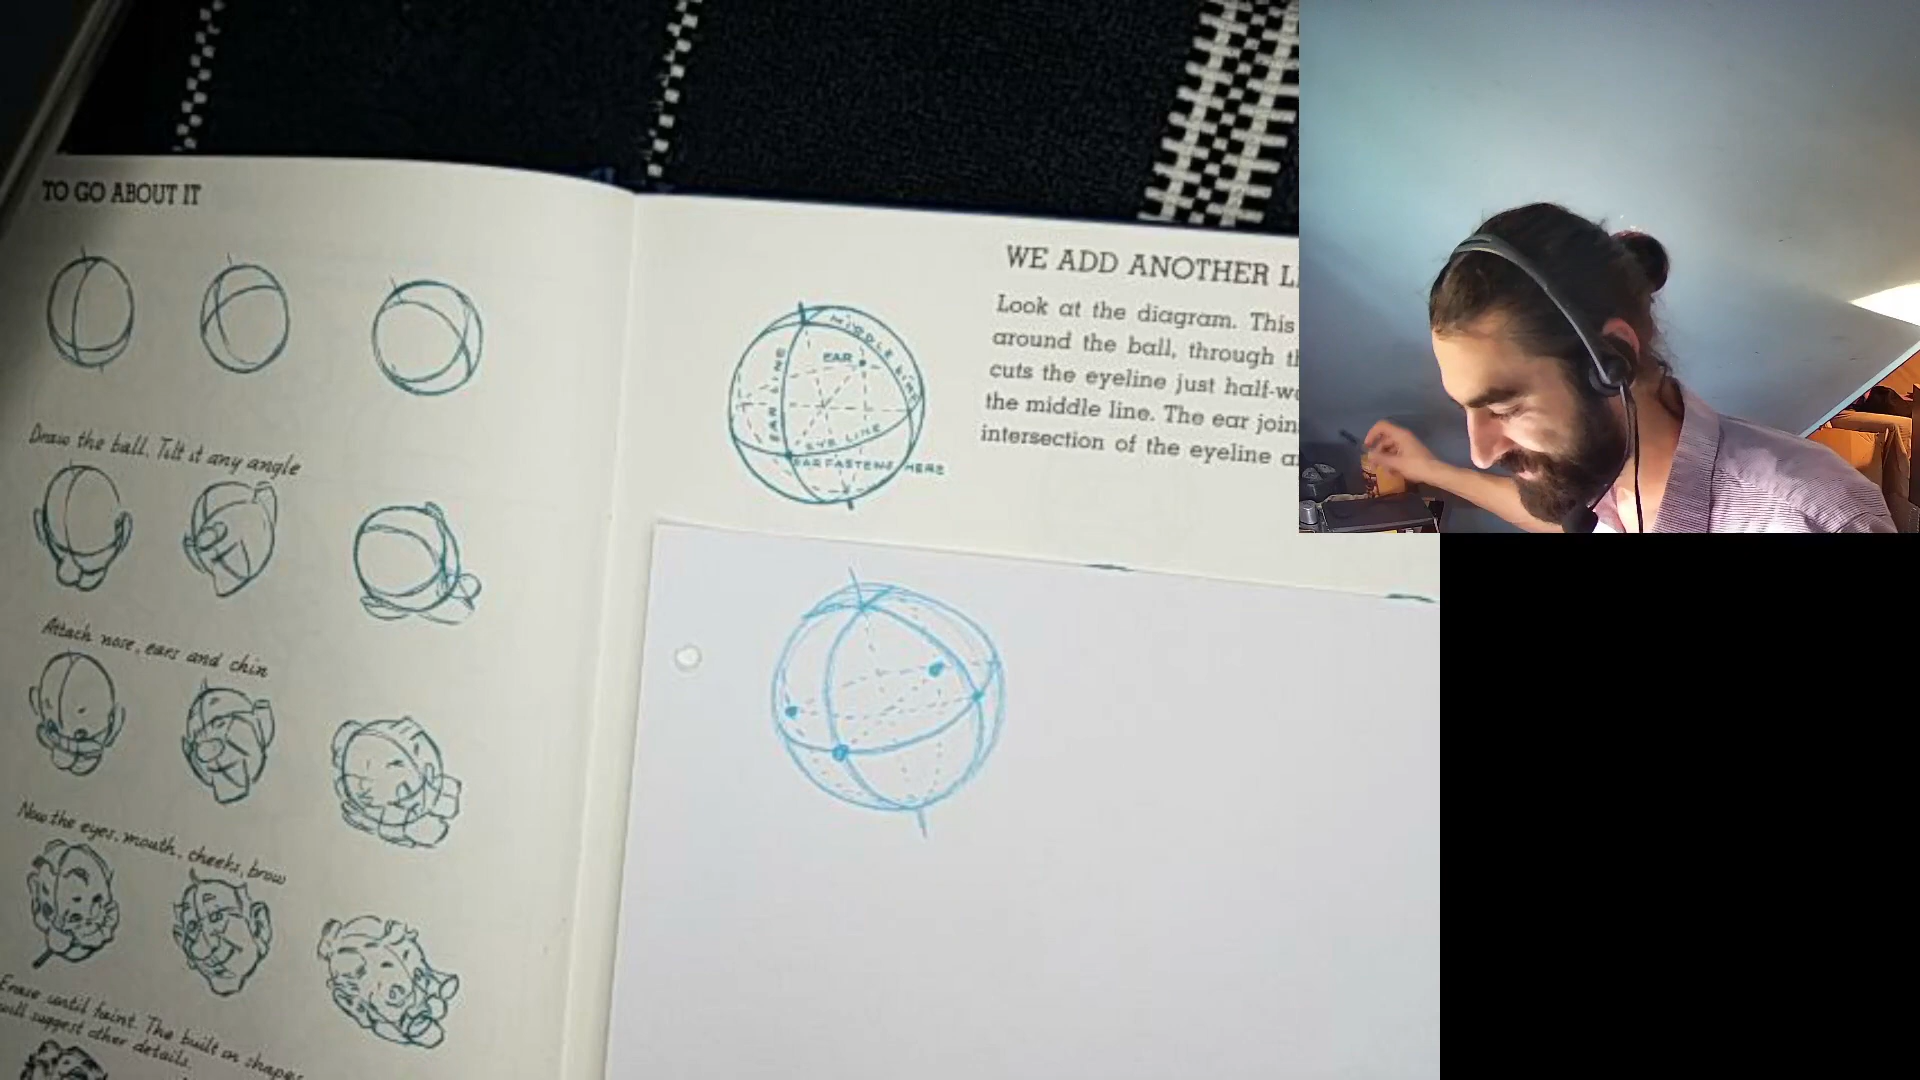 TO GO ABOUT IT
Draw the ball. Tilt it any angle
Attach nose, ears and chin
Now the eyes, mouth, cheeks, brow
Erase until faint. The built on shapes
will suggest other details.
WE ADD ANOTHER
Look at the diagram. This
around the ball, through
cuts the eyeline just
the middle line. The ear
intersection of the eyeline
MIDDLE LINE
EAR
EAR LINE
EYE LINE
EAR FASTENS HERE